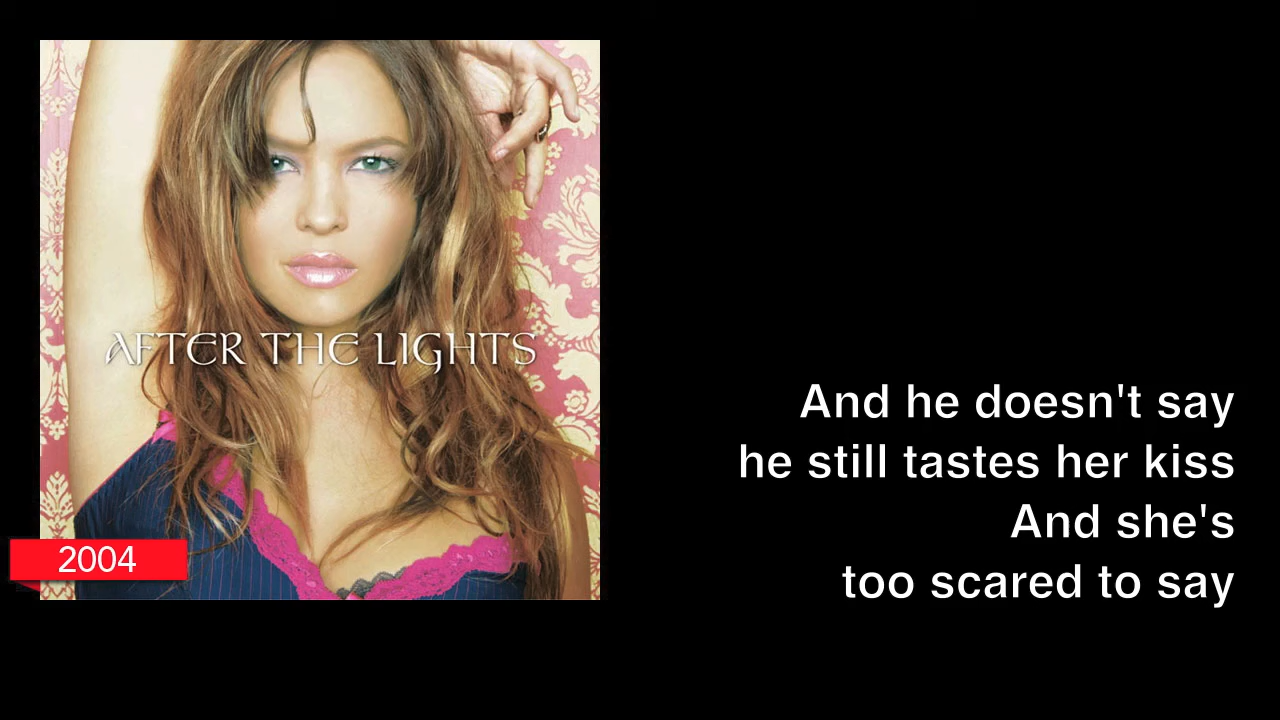 AFTER THE LIGHTS
2004
And he doesn't say
he still tastes her kiss
And she's
too scared to say